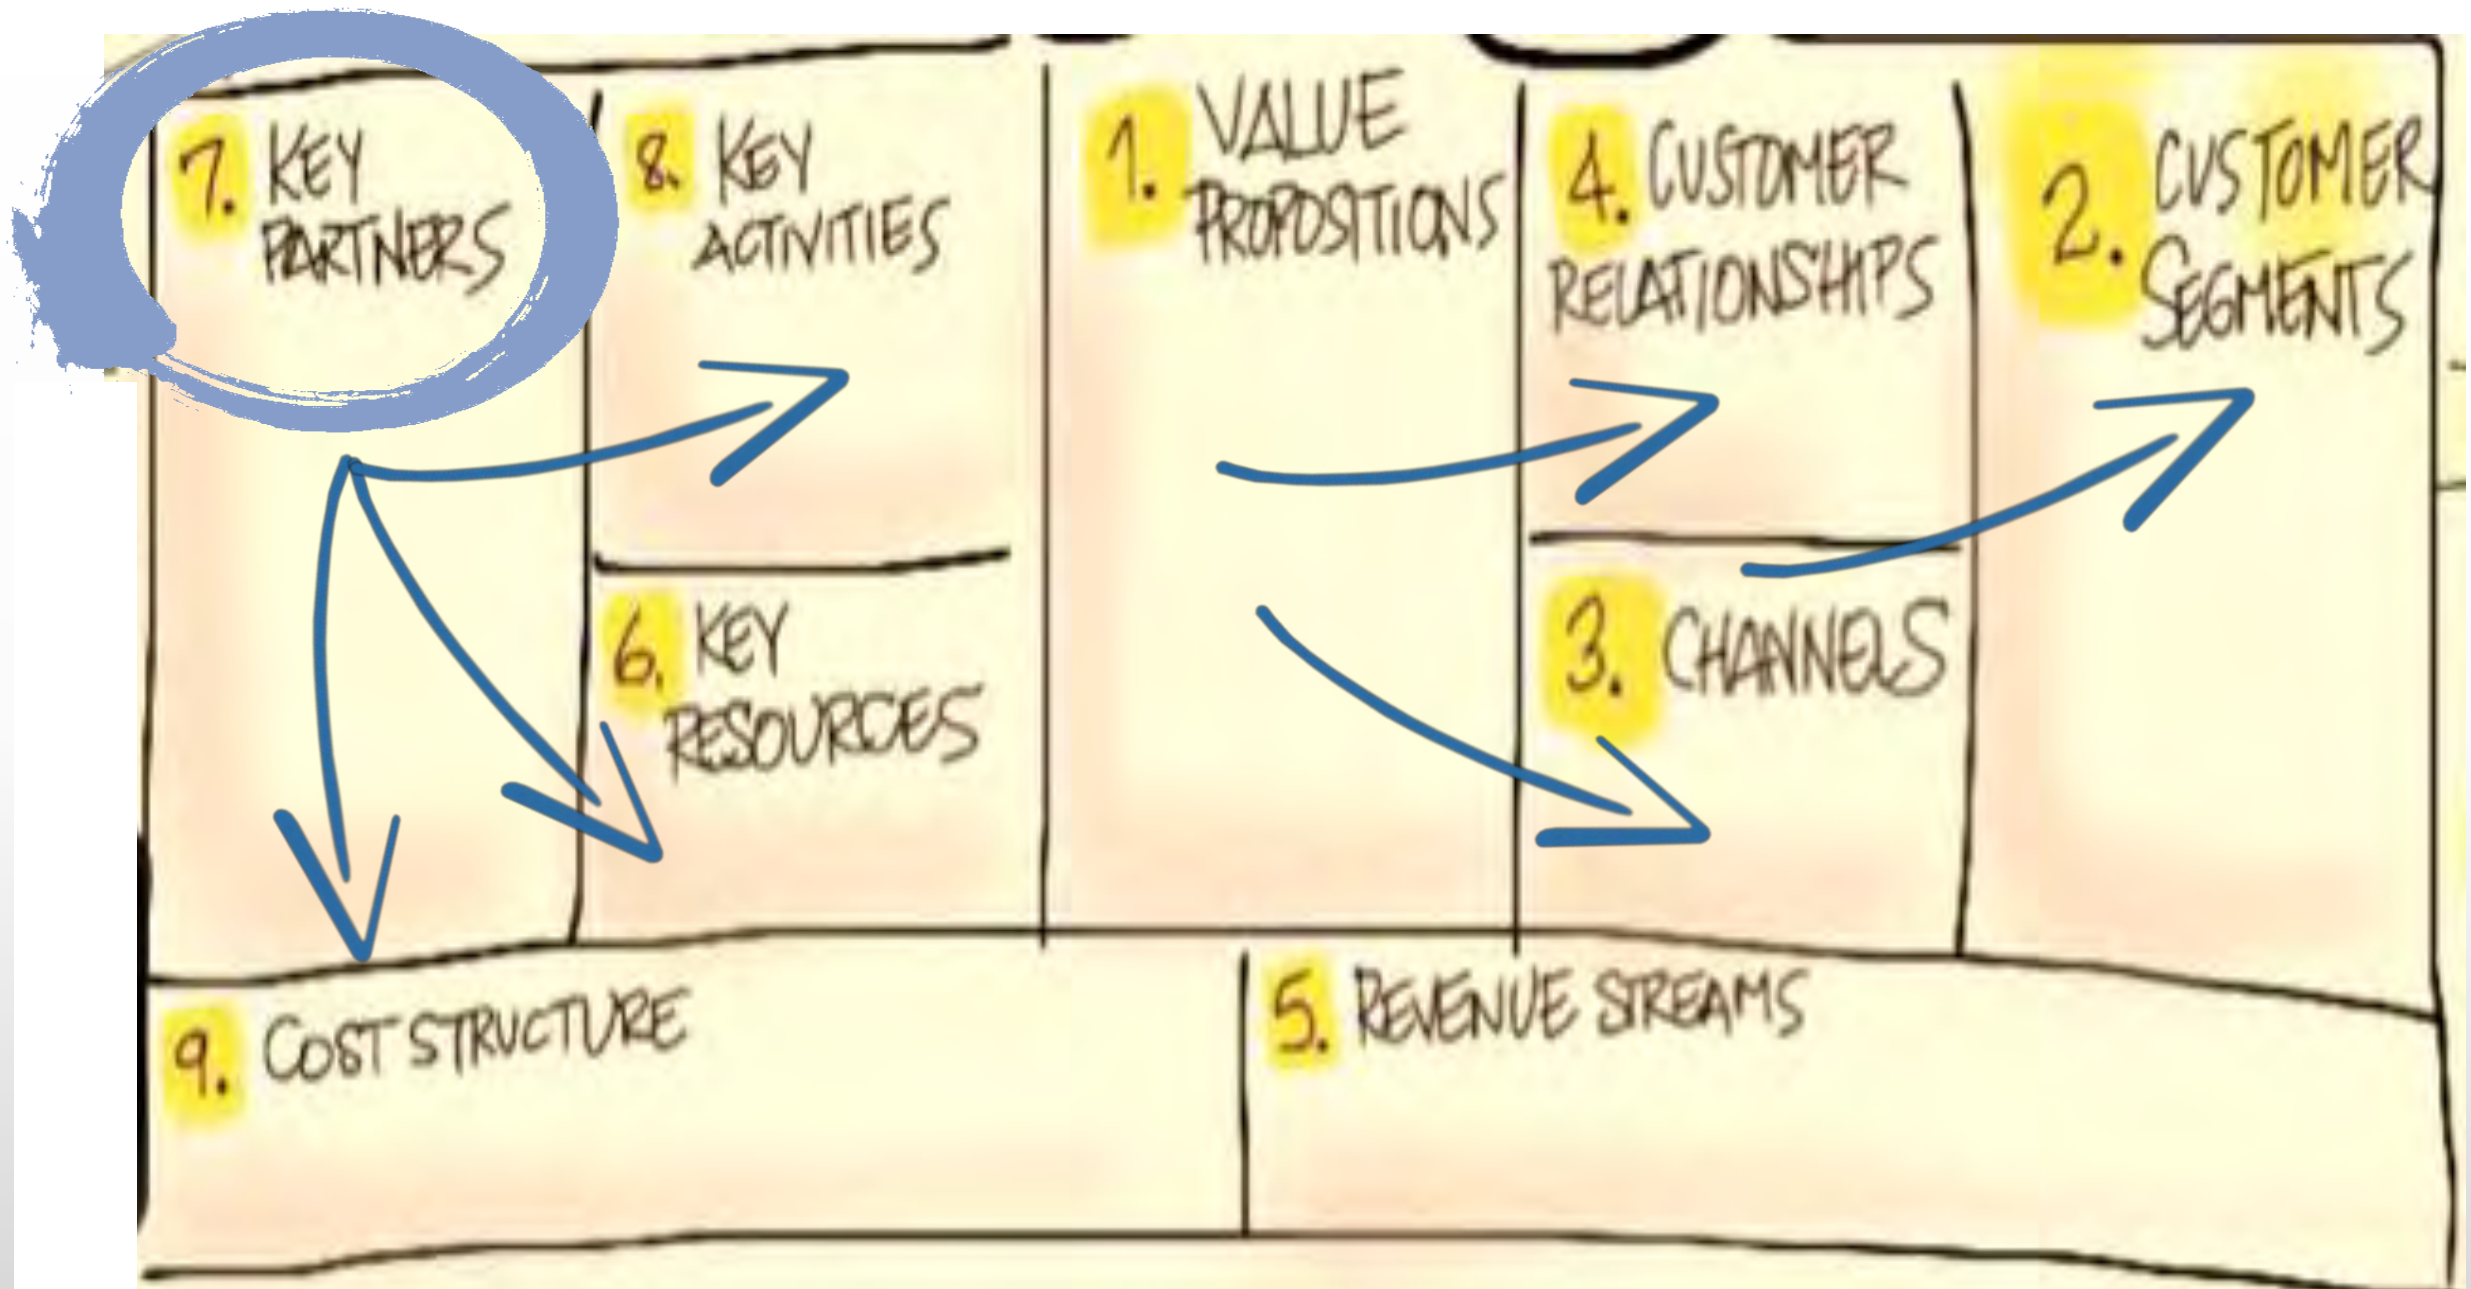 7. KEY
PARTNERS
8. KEY
ACTIVITIES
6. KEY
RESOURCES
1. VALUE
PROPOSITIONS
4. CUSTOMER
RELATIONSHIPS
3. CHANNELS
2. CUSTOMER
SEGMENTS
9. COST STRUCTURE
5. REVENUE STREAMS